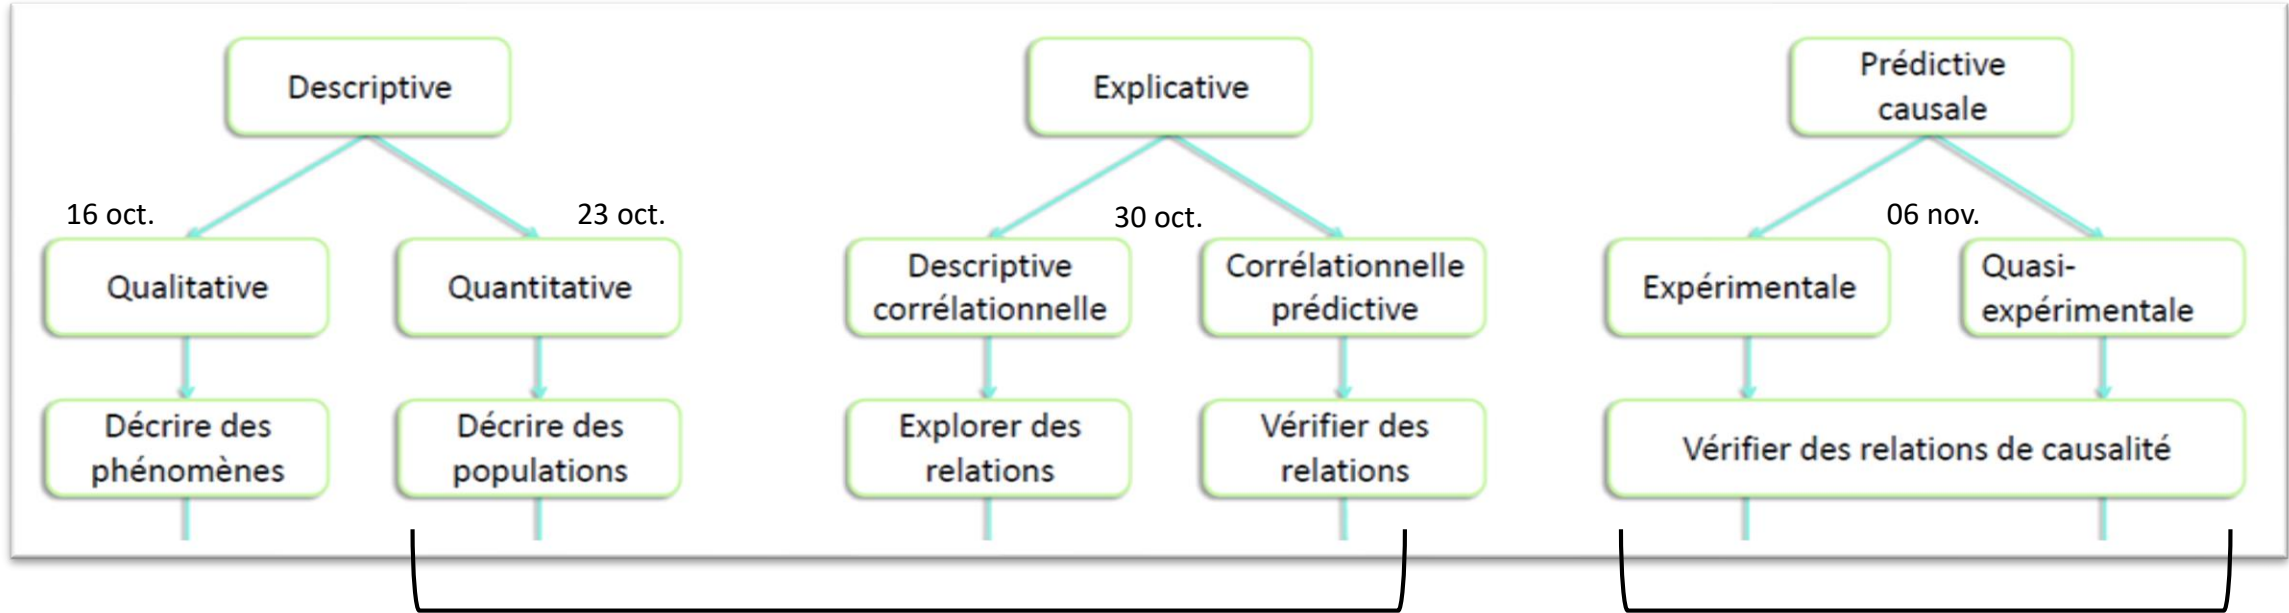 Descriptive
Explicative
Prédictive
causale
16 oct.
23 oct.
30 oct.
06 nov.
Qualitative
Quantitative
Descriptive
corrélationnelle
Corrélationnelle
prédictive
Expérimentale
Quasi-
expérimentale
Décrire des
phénomènes
Décrire des
populations
Explorer des
relations
Vérifier des
relations
Vérifier des relations de causalité